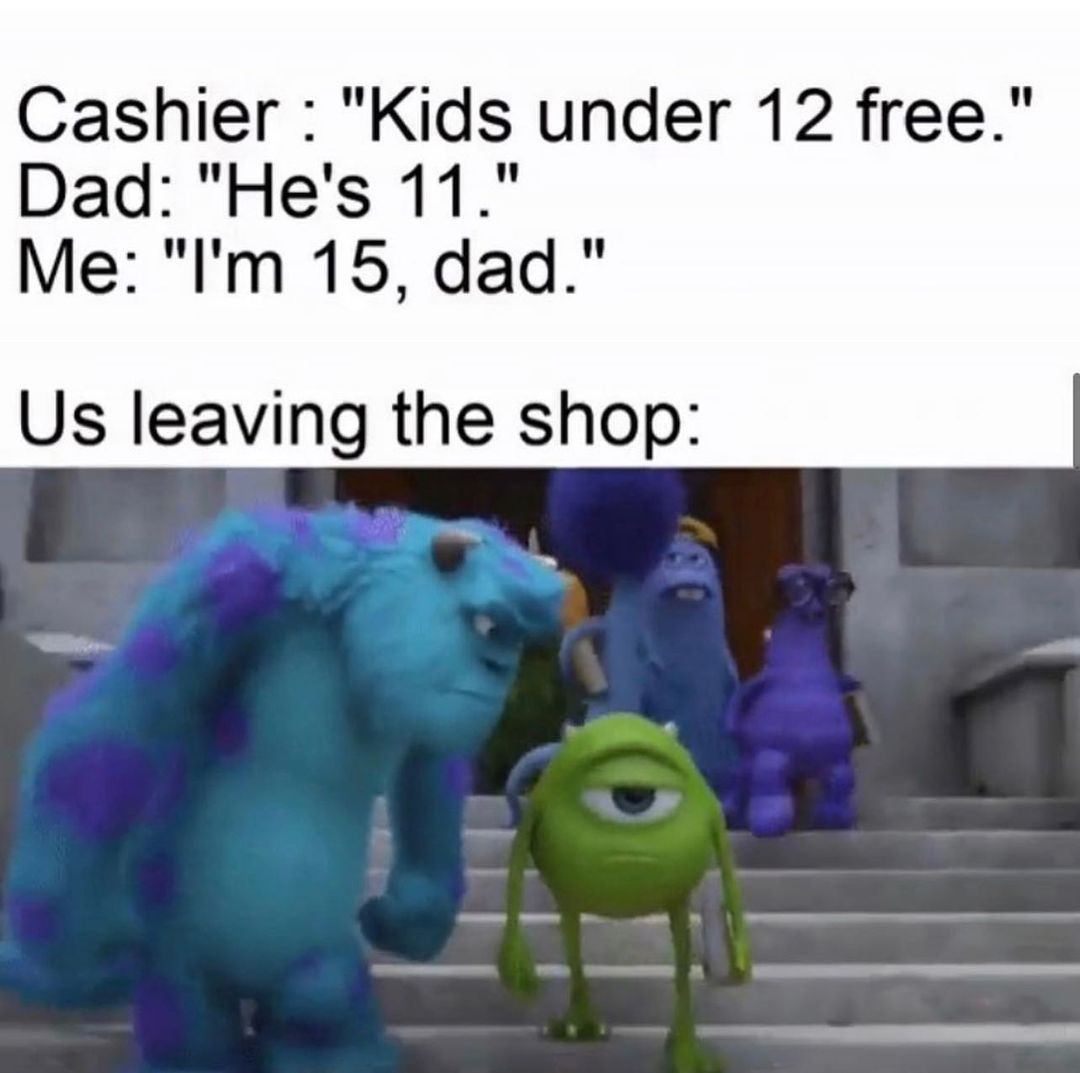 Cashier : "Kids under 12 free."
Dad: "He's 11."
Me: "I'm 15, dad."
Us leaving the shop: